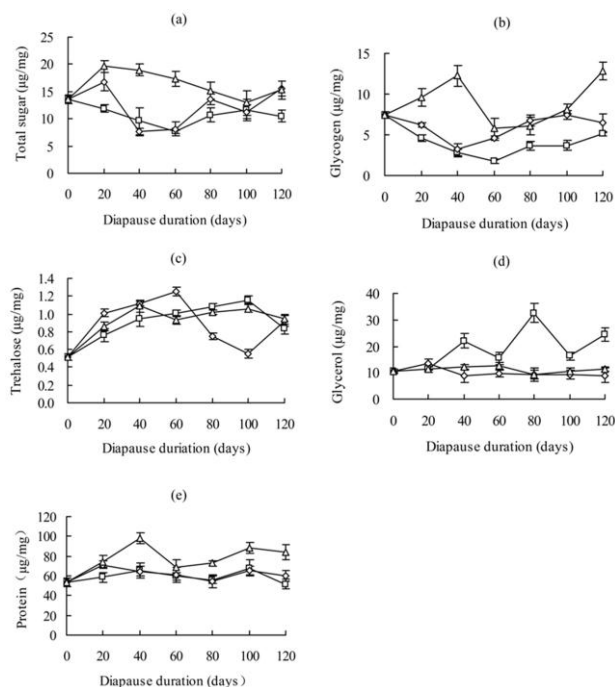 (a)
Total sugar (μg/mg)
25
20
15
10
5
0
0 20 40 60 80 100 120
Diapause duration (days)
(b)
Glycogen (μg/mg)
15
10
5
0
0 20 40 60 80 100 120
Diapause duration (days)
(c)
Trehalose (μg/mg)
1.4
1.2
1.0
0.8
0.6
0.4
0.2
0.0
0 20 40 60 80 100 120
Diapause duriation (days)
(d)
Glycerol (μg/mg)
40
30
20
10
0
0 20 40 60 80 100 120
Diapause duration (days)
(e)
Protein（μg/mg）
120
100
80
60
40
20
0
0 20 40 60 80 100 120
Diapause duration (days）